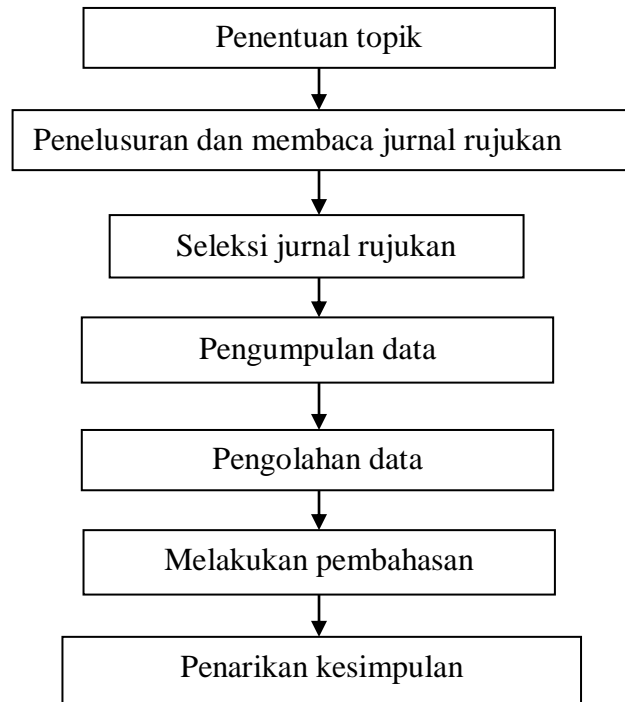 Penentuan topik
Penelusuran dan membaca jurnal rujukan
Seleksi jurnal rujukan
Pengumpulan data
Pengolahan data
Melakukan pembahasan
Penarikan kesimpulan